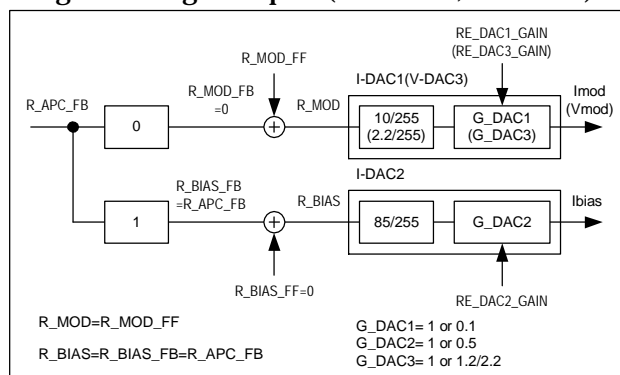 R_APC_FB
0
R_MOD_FB
=0
R_MOD_FF
R_MOD
I-DAC1(V-DAC3)
10/255
(2.2/255)
G_DAC1
(G_DAC3)
RE_DAC1_GAIN
(RE_DAC3_GAIN)
Imod
(Vmod)
1
R_BIAS_FB
=R_APC_FB
R_BIAS
R_BIAS_FF=0
I-DAC2
85/255
G_DAC2
RE_DAC2_GAIN
Ibias
R_MOD=R_MOD_FF
R_BIAS=R_BIAS_FB=R_APC_FB
G_DAC1= 1 or 0.1
G_DAC2= 1 or 0.5
G_DAC3= 1 or 1.2/2.2